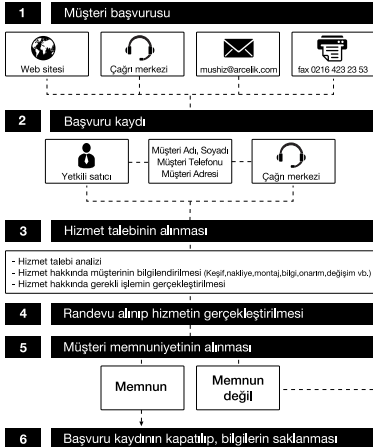 1 Müşteri başvurusu
Web sitesi
Çağrı merkezi
mushiz@arcelik.com
fax 0216 423 23 53
2 Başvuru kaydı
Yetkili satıcı
Müşteri Adı, Soyadı
Müşteri Telefonu
Müşteri Adresi
Çağrı merkezi
3 Hizmet talebinin alınması
- Hizmet talebi analizi
- Hizmet hakkında müşterinin bilgilendirilmesi (Keşif,nakliye,montaj,bilgi,onarım,değişim vb.)
- Hizmet hakkında gerekli işlemin gerçekleştirilmesi
4 Randevu alınıp hizmetin gerçekleştirilmesi
5 Müşteri memnuniyetinin alınması
Memnun
Memnun
değil
6 Başvuru kaydının kapatılıp, bilgilerin saklanması